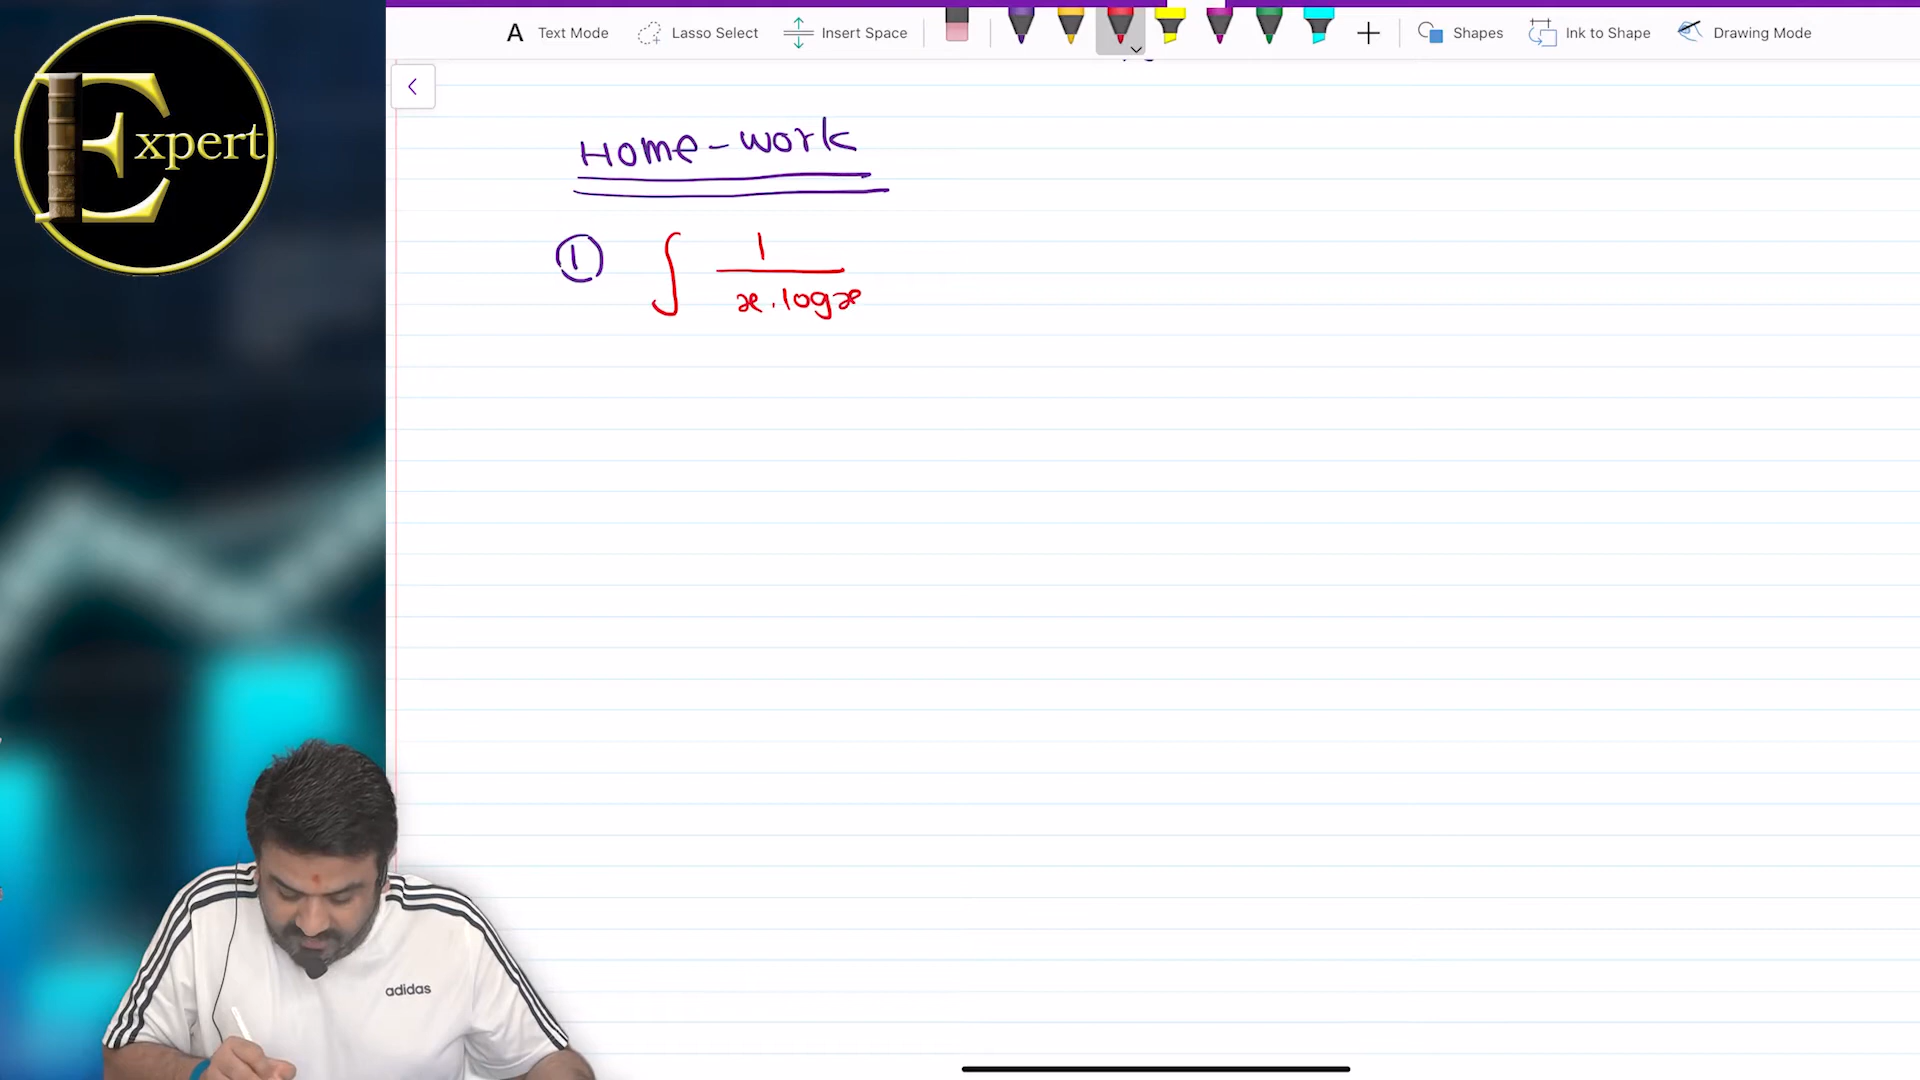 Expert
A Text Mode Lasso Select Insert Space Shapes Ink to Shape Drawing Mode
Home-work
① ∫ 1 / x.logx
adidas